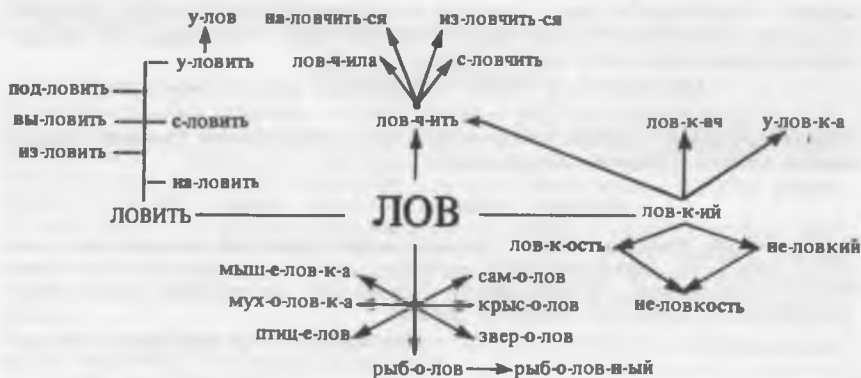 у-лов
на-ловчить-ся
из-ловчить-ся
у-ловить
лов-ч-ила
с-ловчить
под-ловить
вы-ловить
с-ловить
лов-ч-ить
лов-к-ач
у-лов-к-а
из-ловить
на-ловить
ЛОВИТЬ
ЛОВ
лов-к-ий
лов-к-ость
не-ловкий
мыш-е-лов-к-а
сам-о-лов
мух-о-лов-к-а
крыс-о-лов
не-ловкость
птиц-е-лов
звер-о-лов
рыб-о-лов
рыб-о-лов-н-ый